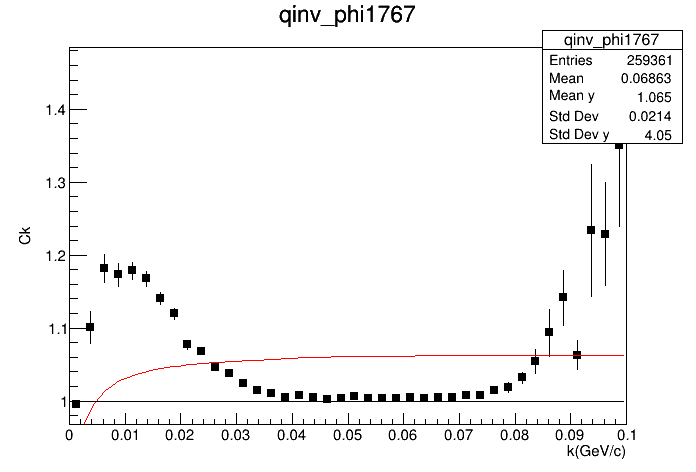 qinv_phi1767
qinv_phi1767
Entries 259361
Mean 0.06863
Mean y 1.065
Std Dev 0.0214
Std Dev y 4.05
Ck
1.4
1.3
1.2
1.1
1
0 0.01 0.02 0.03 0.04 0.05 0.06 0.07 0.08 0.09 0.1
k(GeV/c)